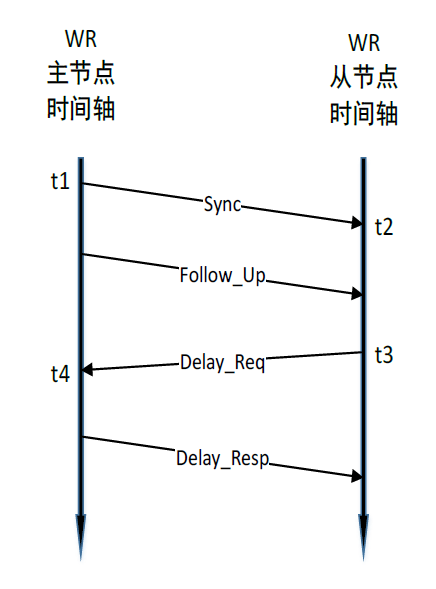 WR
主节点
时间轴
WR
从节点
时间轴
t1
Sync
t2
Follow_Up
t3
Delay_Req
t4
Delay_Resp